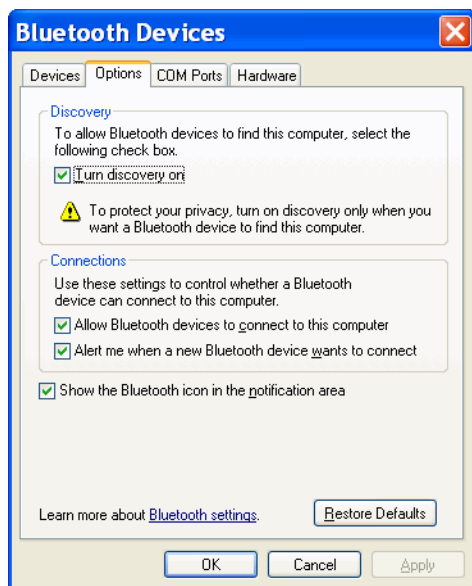 Bluetooth Devices
Devices Options COM Ports Hardware
Discovery
To allow Bluetooth devices to find this computer, select the
following check box.
Turn discovery on
To protect your privacy, turn on discovery only when you
want a Bluetooth device to find this computer.
Connections
Use these settings to control whether a Bluetooth
device can connect to this computer.
Allow Bluetooth devices to connect to this computer
Alert me when a new Bluetooth device wants to connect
Show the Bluetooth icon in the notification area
Learn more about Bluetooth settings. Restore Defaults
OK Cancel Apply